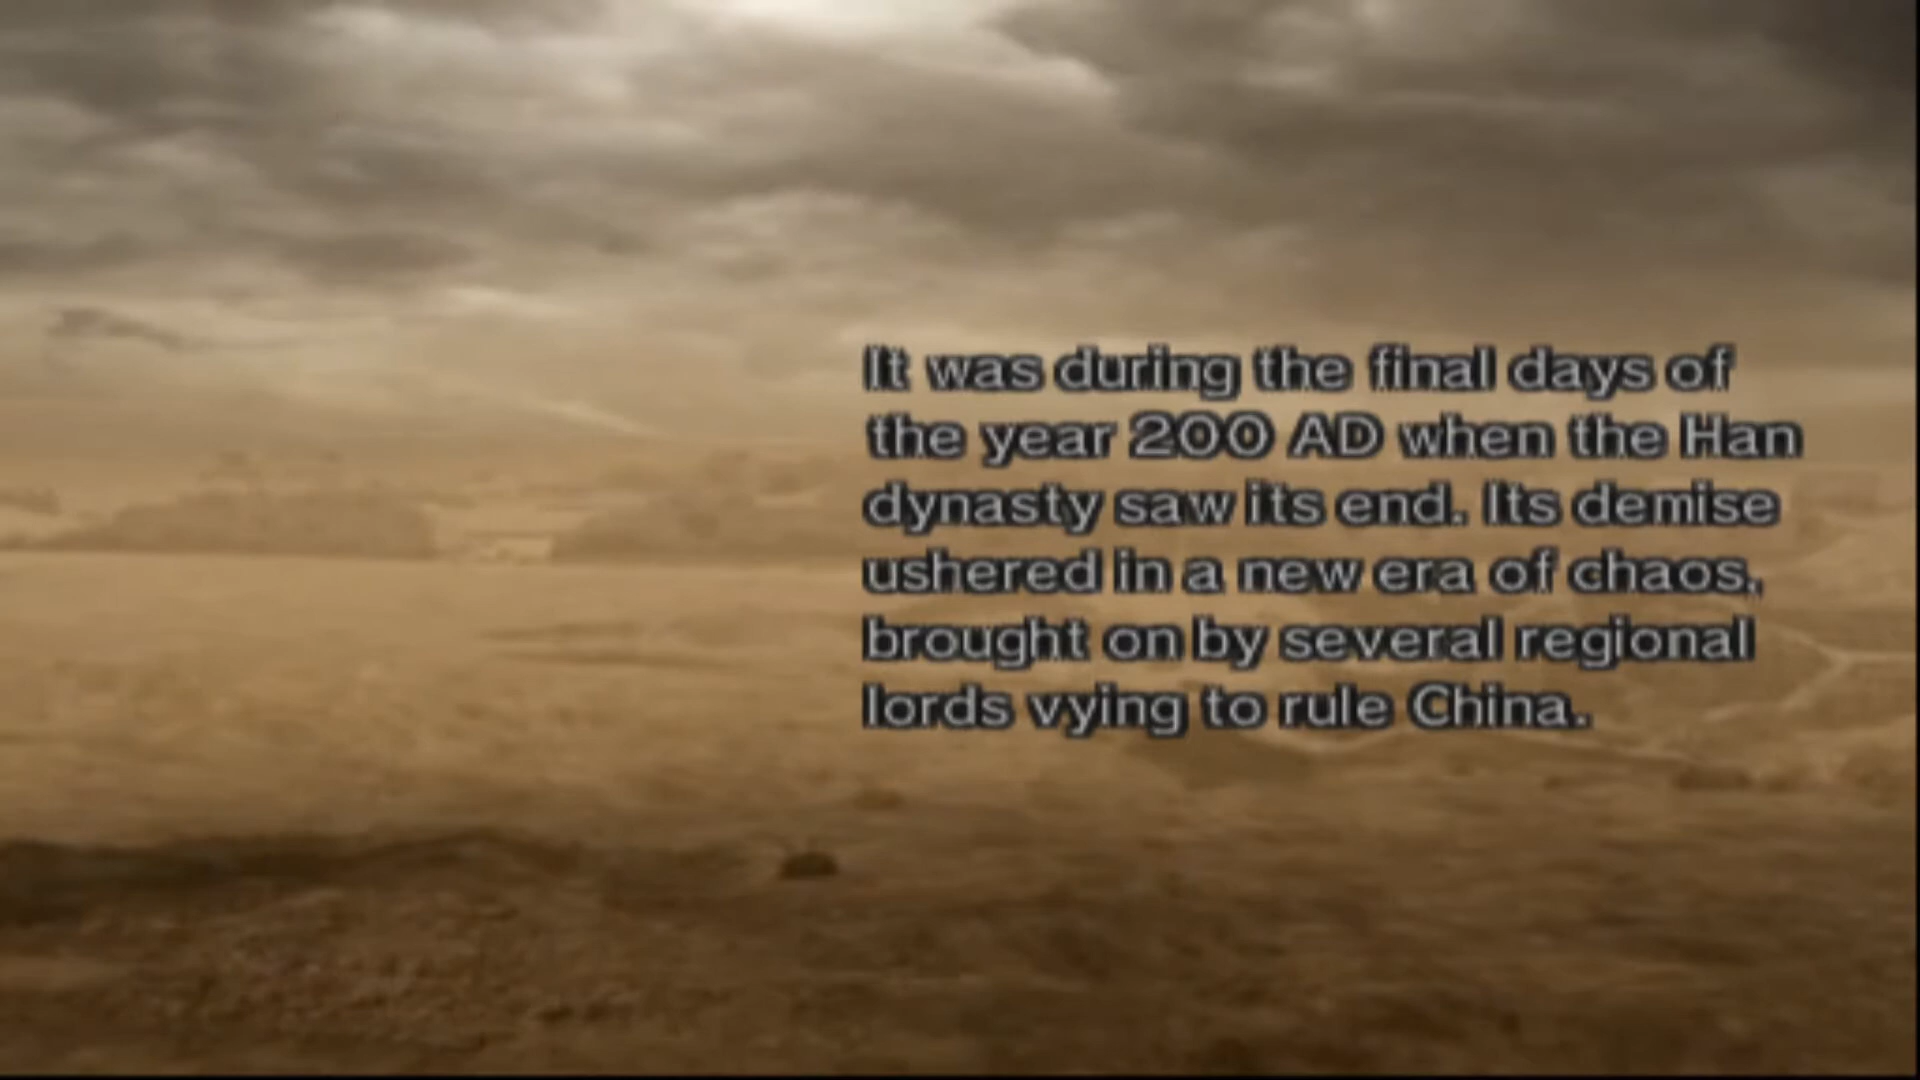 It was during the final days of
the year 200 AD when the Han
dynasty saw its end. Its demise
ushered in a new era of chaos,
brought on by several regional
lords vying to rule China.